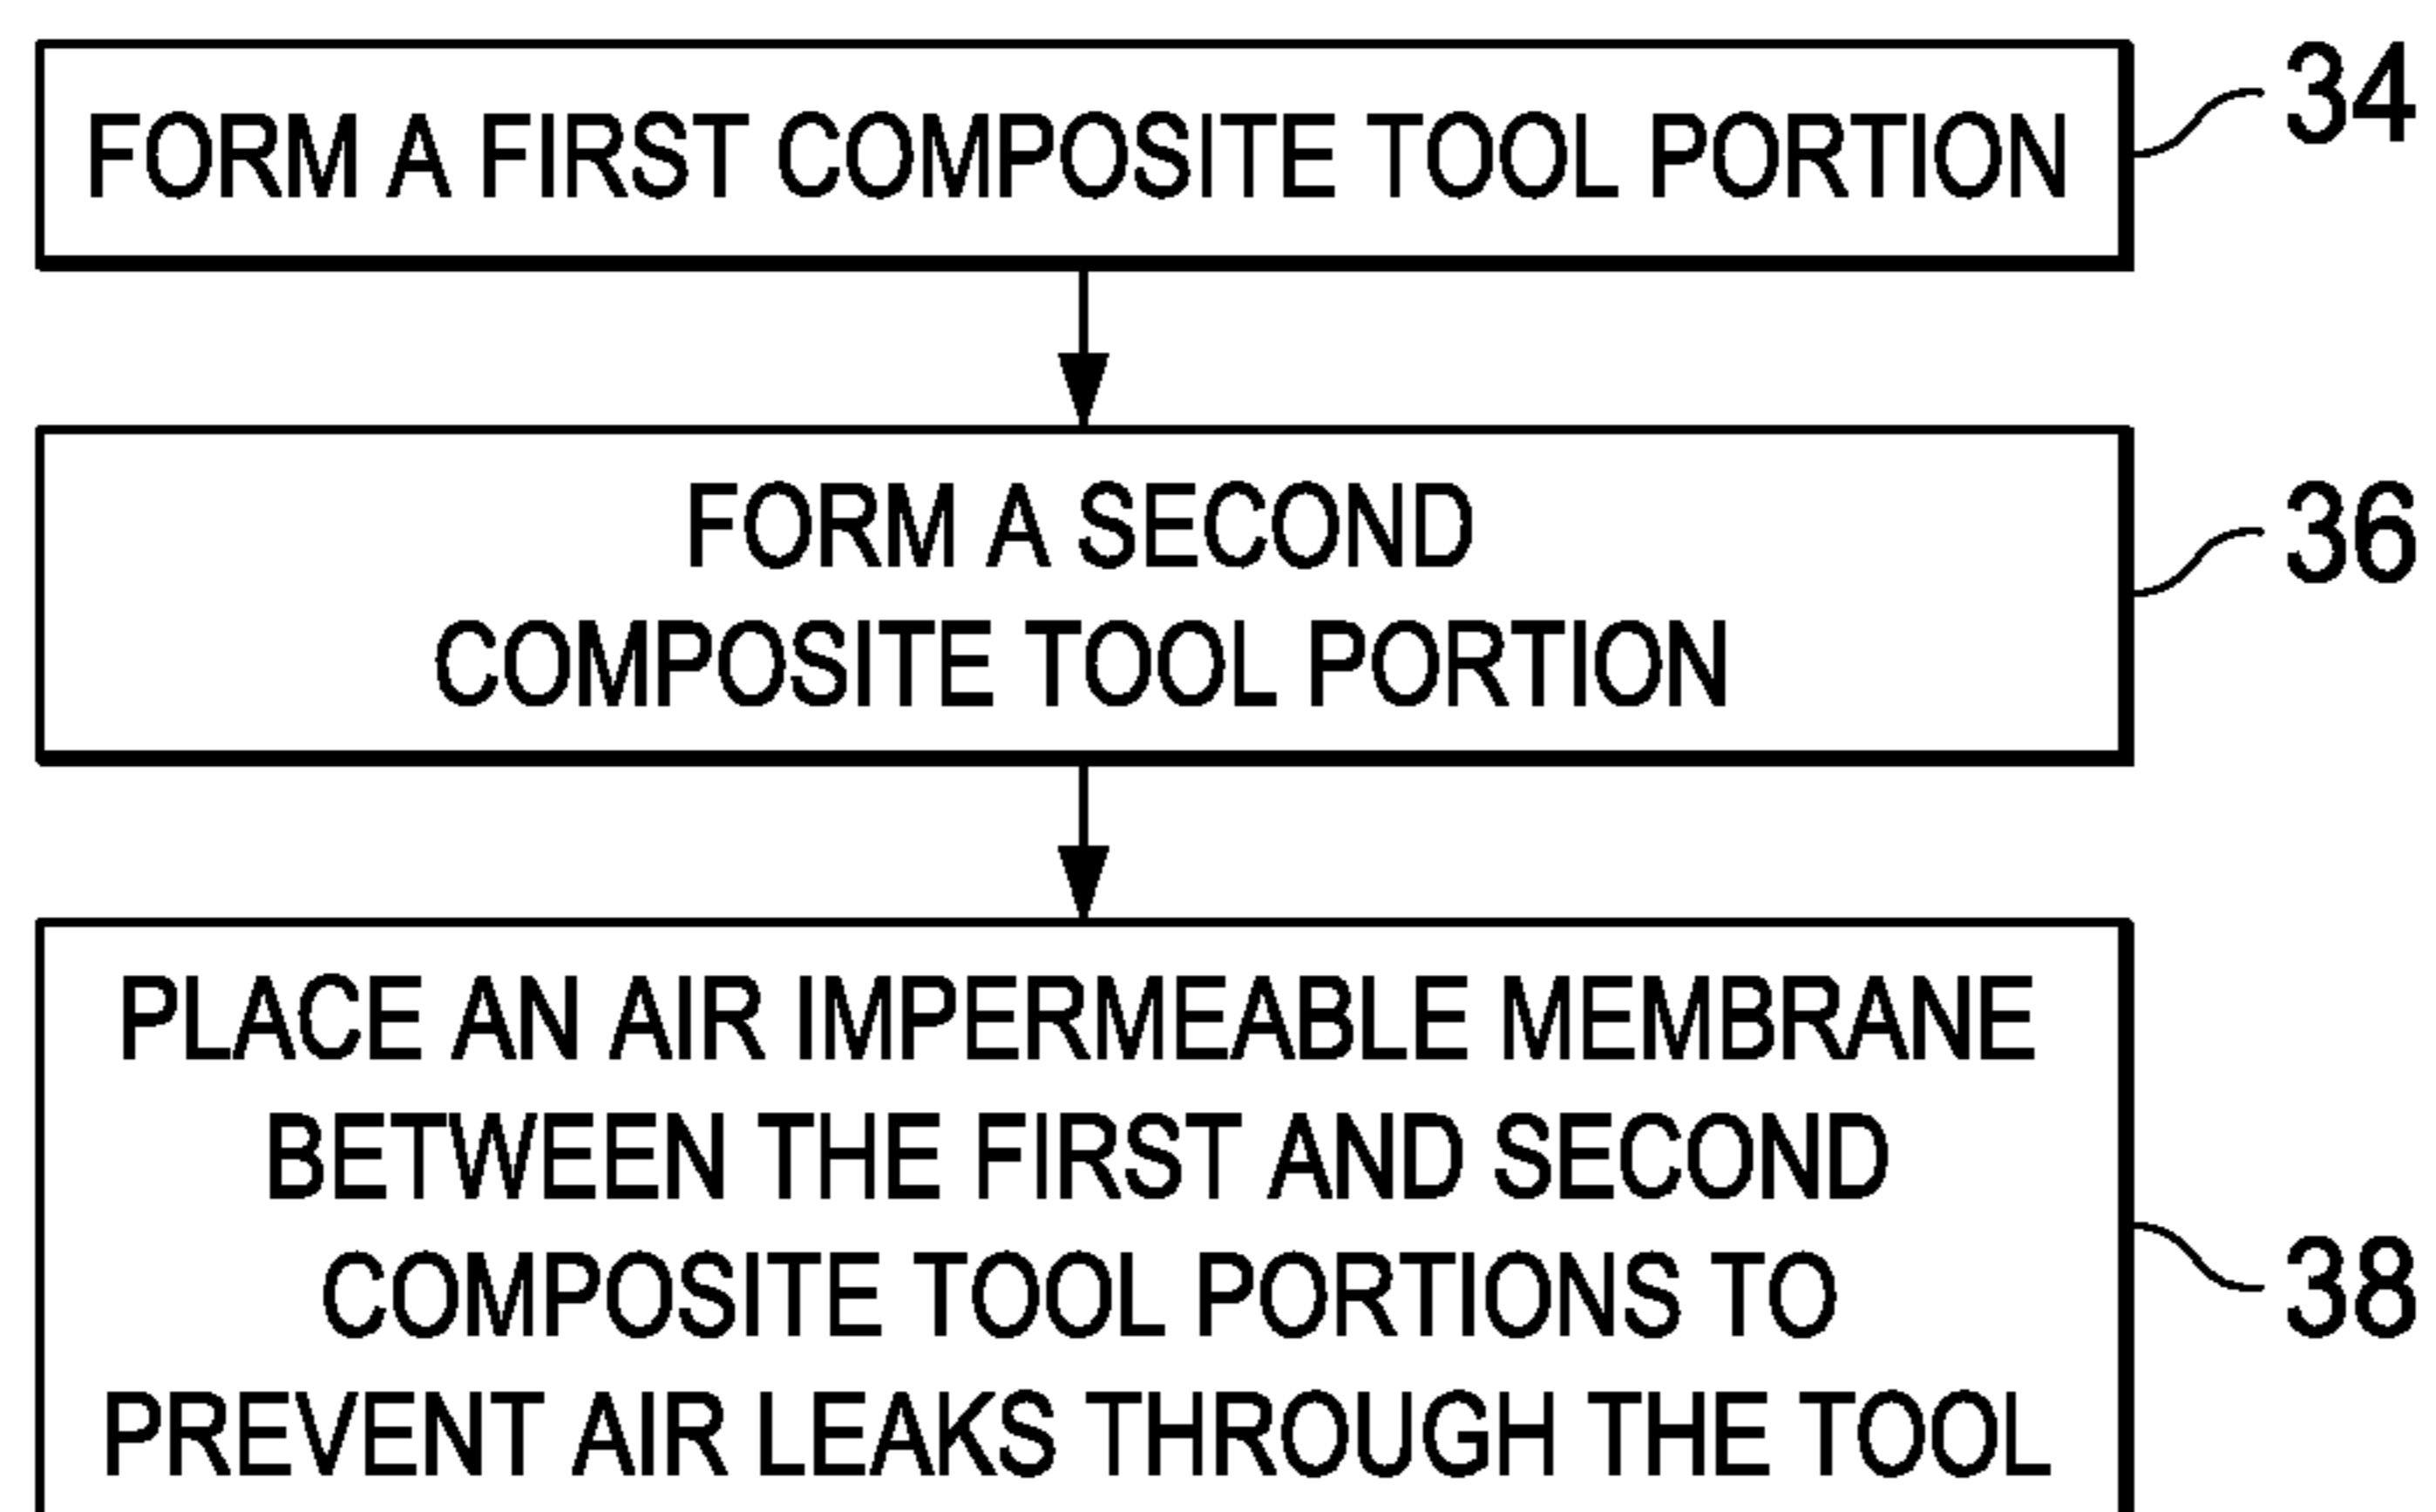 FORM A FIRST COMPOSITE TOOL PORTION
34
FORM A SECOND
COMPOSITE TOOL PORTION
36
PLACE AN AIR IMPERMEABLE MEMBRANE
BETWEEN THE FIRST AND SECOND
COMPOSITE TOOL PORTIONS TO
PREVENT AIR LEAKS THROUGH THE TOOL
38